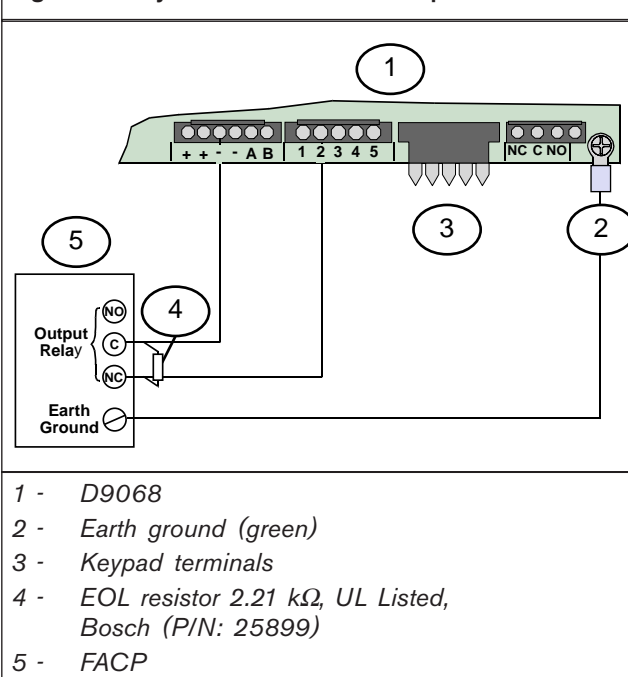 1
+ + - - A B 1 2 3 4 5 NC C NO
5 3 2
4
NO
Output
Relay
C
NC
Earth
Ground
1 - D9068
2 - Earth ground (green)
3 - Keypad terminals
4 - EOL resistor 2.21 kΩ, UL Listed,
Bosch (P/N: 25899)
5 - FACP